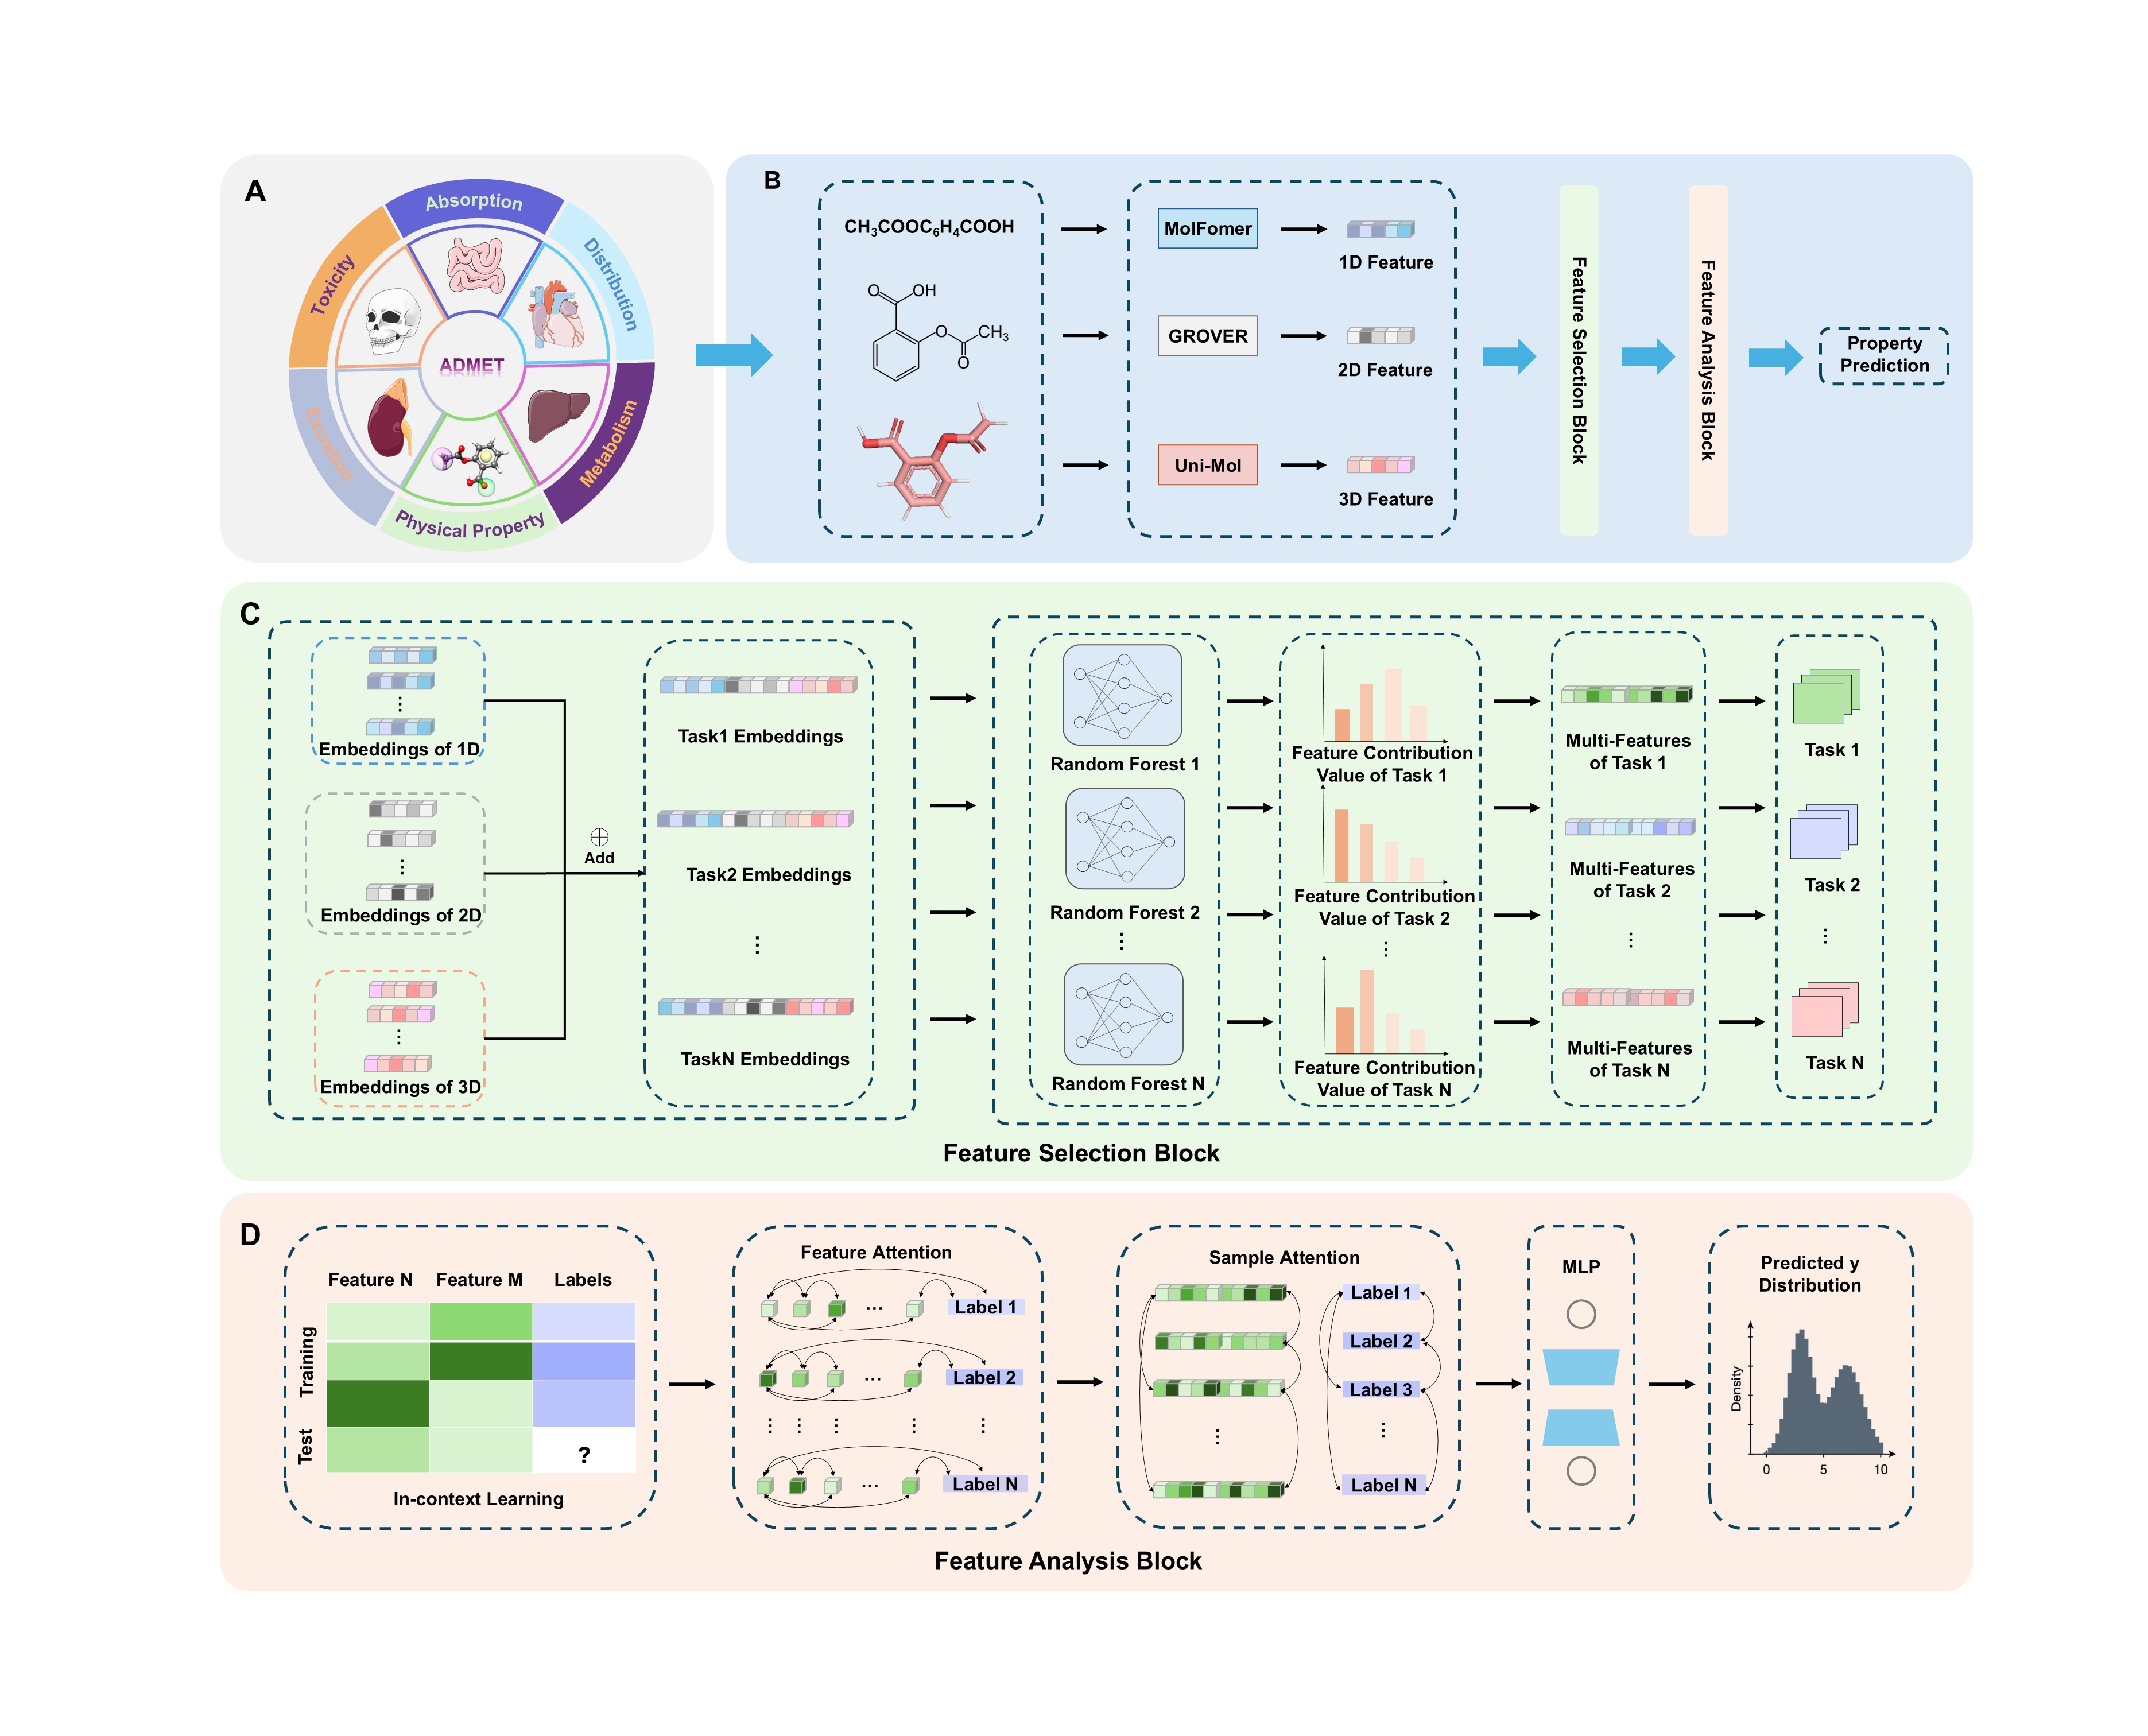 A
Absorption
Distribution
Metabolism
Physical Property
Excretion
Toxicity
ADMET
B
CH₃COOC₆H₄COOH
O
OH
O
CH₃
O
MolFomer
1D Feature
GROVER
2D Feature
Uni-Mol
3D Feature
Feature Selection Block
Feature Analysis Block
Property
Prediction
C
Embeddings of 1D
Embeddings of 2D
Embeddings of 3D
Add
Task1 Embeddings
Task2 Embeddings
TaskN Embeddings
Random Forest 1
Random Forest 2
Random Forest N
Feature Contribution
Value of Task 1
Feature Contribution
Value of Task 2
Feature Contribution
Value of Task N
Multi-Features
of Task 1
Multi-Features
of Task 2
Multi-Features
of Task N
Task 1
Task 2
Task N
Feature Selection Block
D
Feature N Feature M Labels
Training
Test
?
In-context Learning
Feature Attention
... Label 1
... Label 2
... Label N
Sample Attention
Label 1
Label 2
Label 3
Label N
MLP
Predicted y
Distribution
Density
0 5 10
Feature Analysis Block